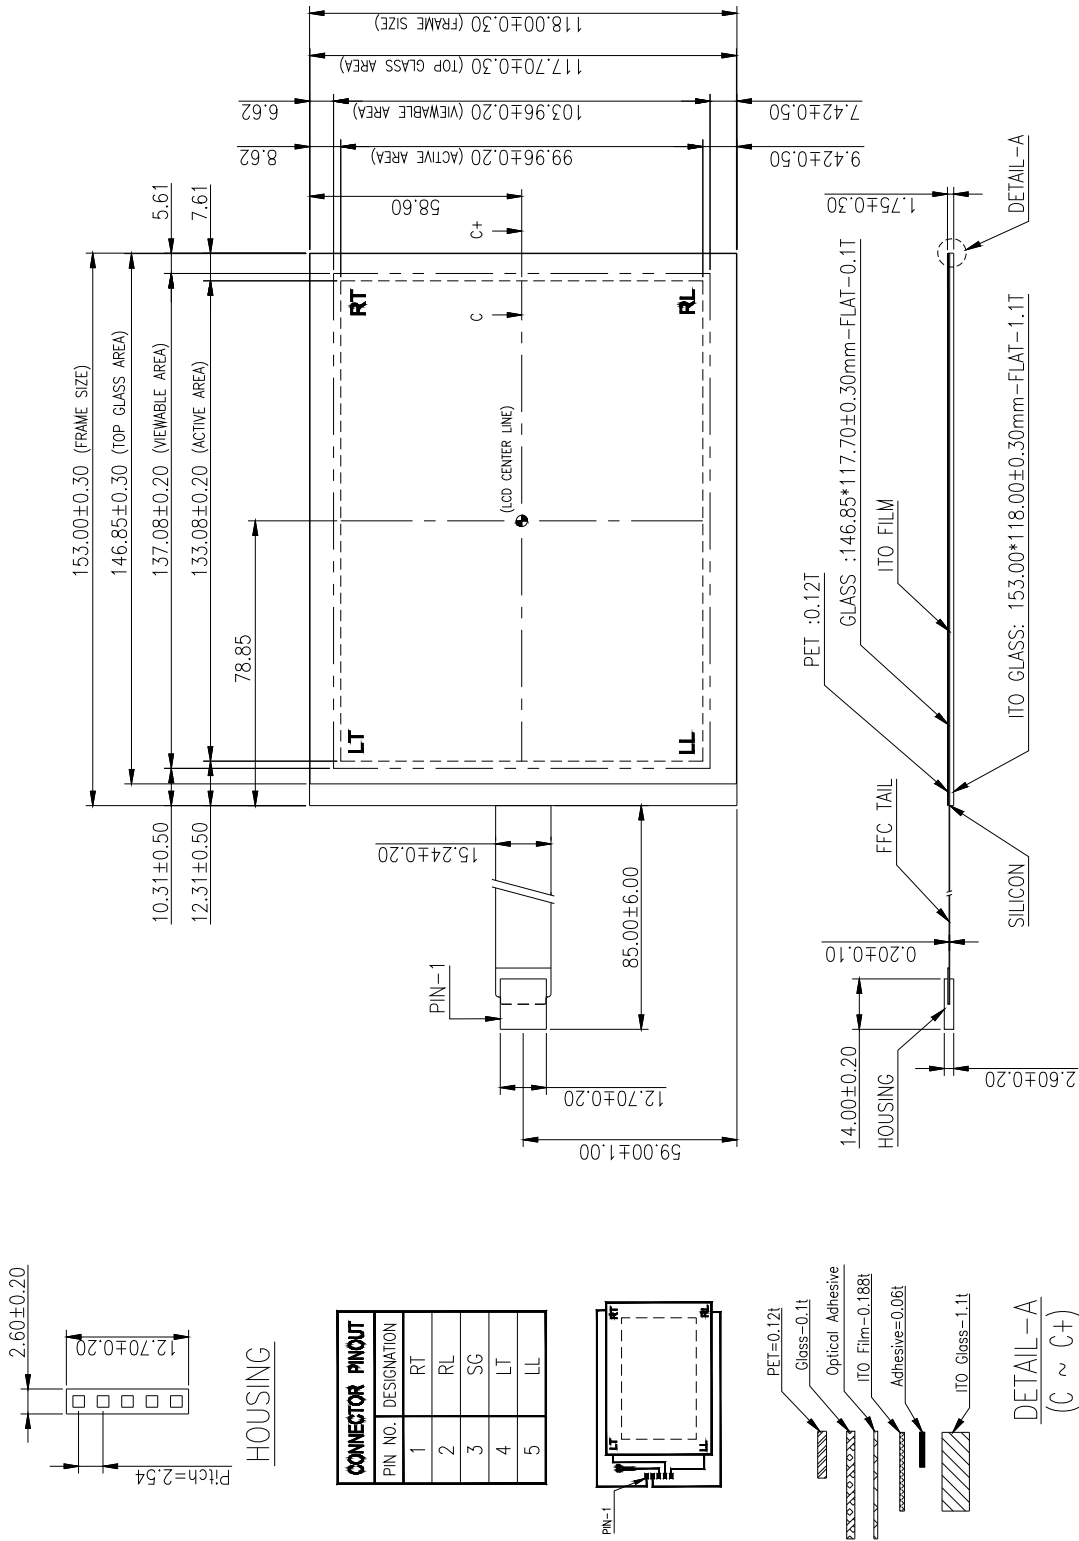 118.00±0.30 (FRAME SIZE)
117.70±0.30 (TOP GLASS AREA)
6.62
103.96±0.20 (VIEWABLE AREA)
7.42±0.50
8.62
99.96±0.20 (ACTIVE AREA)
9.42±0.50
58.60
5.61
7.61
153.00±0.30 (FRAME SIZE)
146.85±0.30 (TOP GLASS AREA)
137.08±0.20 (VIEWABLE AREA)
133.08±0.20 (ACTIVE AREA)
78.85
10.31±0.50
12.31±0.50
C+
C
RT
RL
LT
LL
(LCD CENTER LINE)
15.24±0.20
85.00±6.00
PIN-1
12.70±0.20
59.00±1.00
1.75±0.30
DETAIL-A
GLASS :146.85*117.70±0.30mm-FLAT-0.1T
ITO FILM
PET :0.12T
ITO GLASS: 153.00*118.00±0.30mm-FLAT-1.1T
FFC TAIL
SILICON
0.20±0.10
14.00±0.20
HOUSING
2.60±0.20
2.60±0.20
12.70±0.20
Pitch=2.54
HOUSING
CONNECTOR PINOUT
PIN NO. DESIGNATION
1 RT
2 RL
3 SG
4 LT
5 LL
RT
RL
LT
LL
PIN-1
PET=0.12t
Glass-0.1t
Optical Adhesive
ITO Film-0.188t
Adhesive=0.06t
ITO Glass-1.1t
DETAIL-A
(C ~ C+)